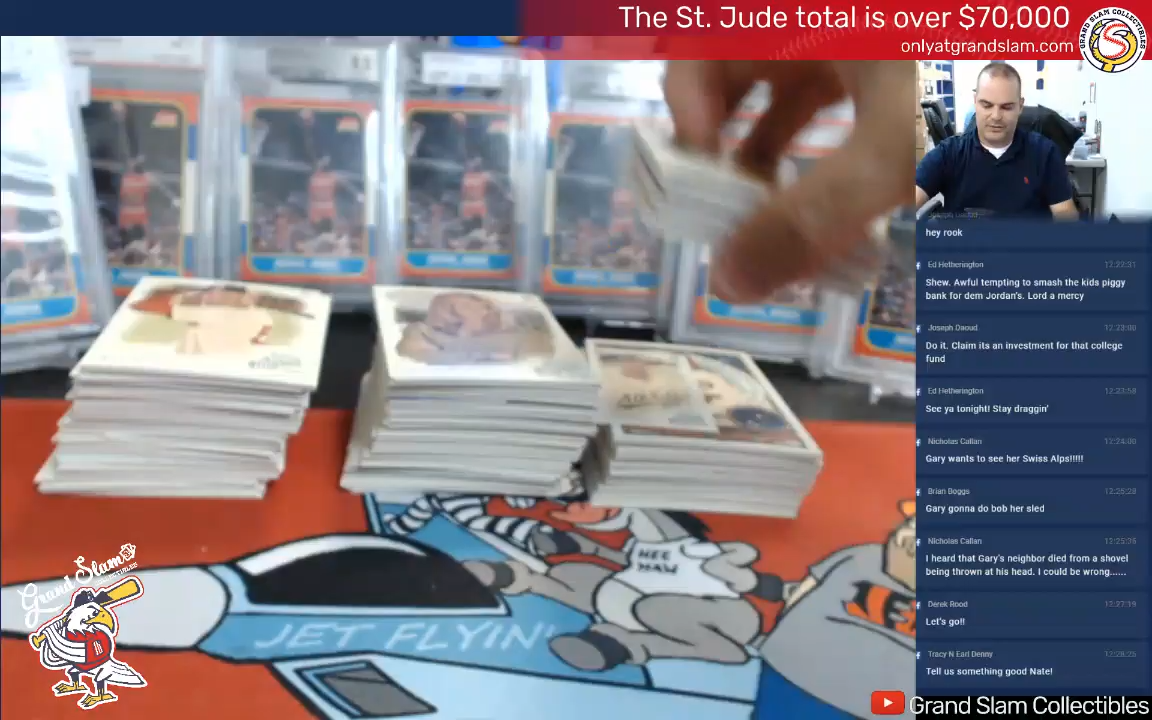 The St. Jude total is over $70,000
onlyatgrandslam.com
GRAND SLAM COLLECTIBLES
hey rook
Ed Hetherington
Shew. Awful tempting to smash the kids piggy
bank for dem Jordan's. Lord a mercy
Joseph Daoud
Do it. Claim its an investment for that college
fund
Ed Hetherington
See ya tonight! Stay draggin'
Nicholas Callan
Gary wants to see her Swiss Alps!!!!!
Brian Boggs
Gary gonna do bob her sled
Nicholas Callan
I heard that Gary's neighbor died from a shovel
being thrown at his head. I could be wrong......
Derek Rood
Let's go!!
Tracy N Earl Denny
Tell us something good Nate!
HEE
HAW
JET FLYIN'
Grand Slam
COLLECTIBLES
Grand Slam Collectibles